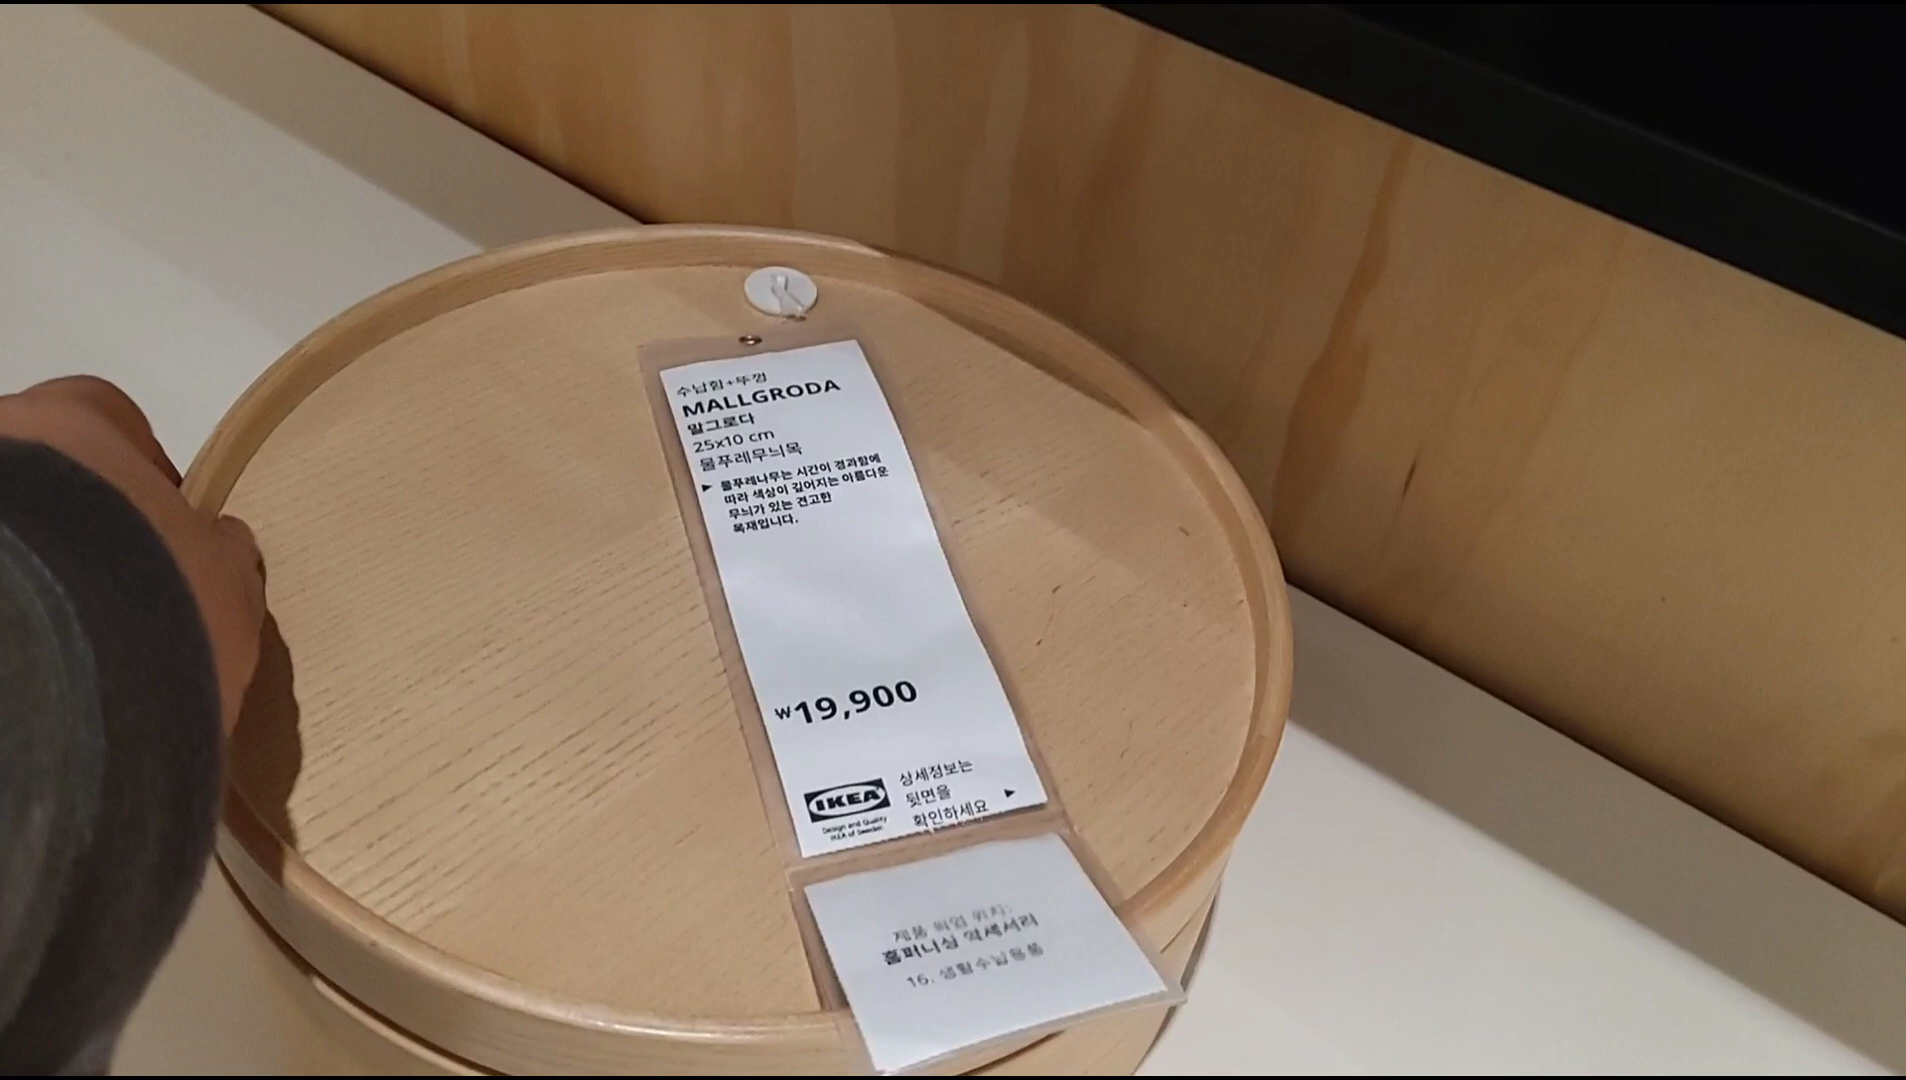 수납함+뚜껑
MALLGRODA
말그로다
25x10 cm
물푸레무늬목
► 물푸레나무는 시간이 경과함에
따라 색상이 깊어지는 아름다운
무늬가 있는 견고한
목재입니다.
₩19,900
IKEA
Design and Quality
IKEA of Sweden
상세정보는
뒷면을
확인하세요 ►
제품 픽업 위치:
홈퍼니싱 악세서리
16. 생활수납용품